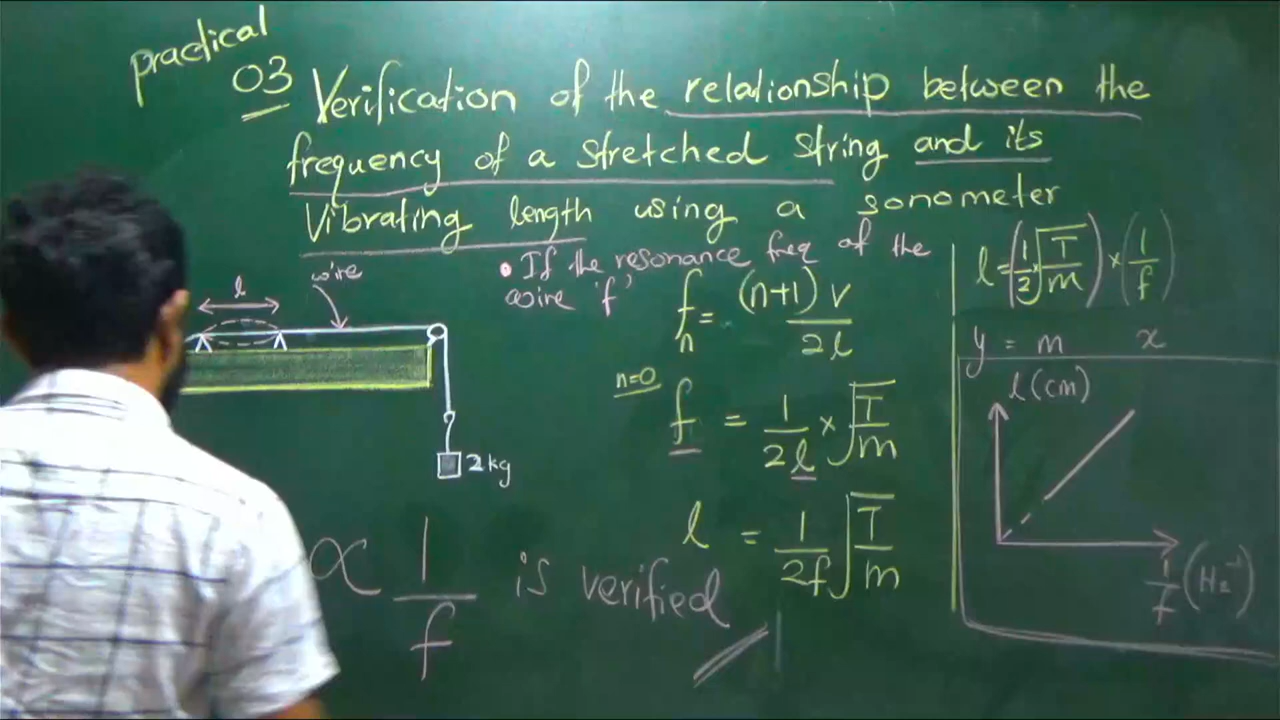 practical
03 Verification of the relationship between the
frequency of a stretched string and its
Vibrating length using a sonometer
• If the resonance freq of the
wire 'f'
l
wire
2kg
fₙ = (n+1) v / 2l
n=0
f = 1/2l × √(T/m)
l = 1/2f √(T/m)
∝ 1/f is verified
l = (1/2 √(T/m)) × (1/f)
y = m x
l (cm)
1/f (Hz⁻¹)